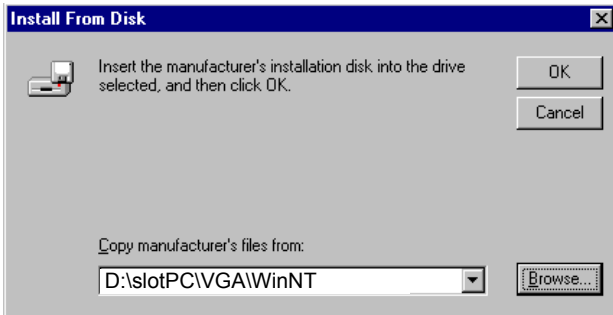 Install From Disk
Insert the manufacturer's installation disk into the drive
selected, and then click OK.
OK
Cancel
Copy manufacturer's files from:
D:\slotPC\VGA\WinNT
Browse...